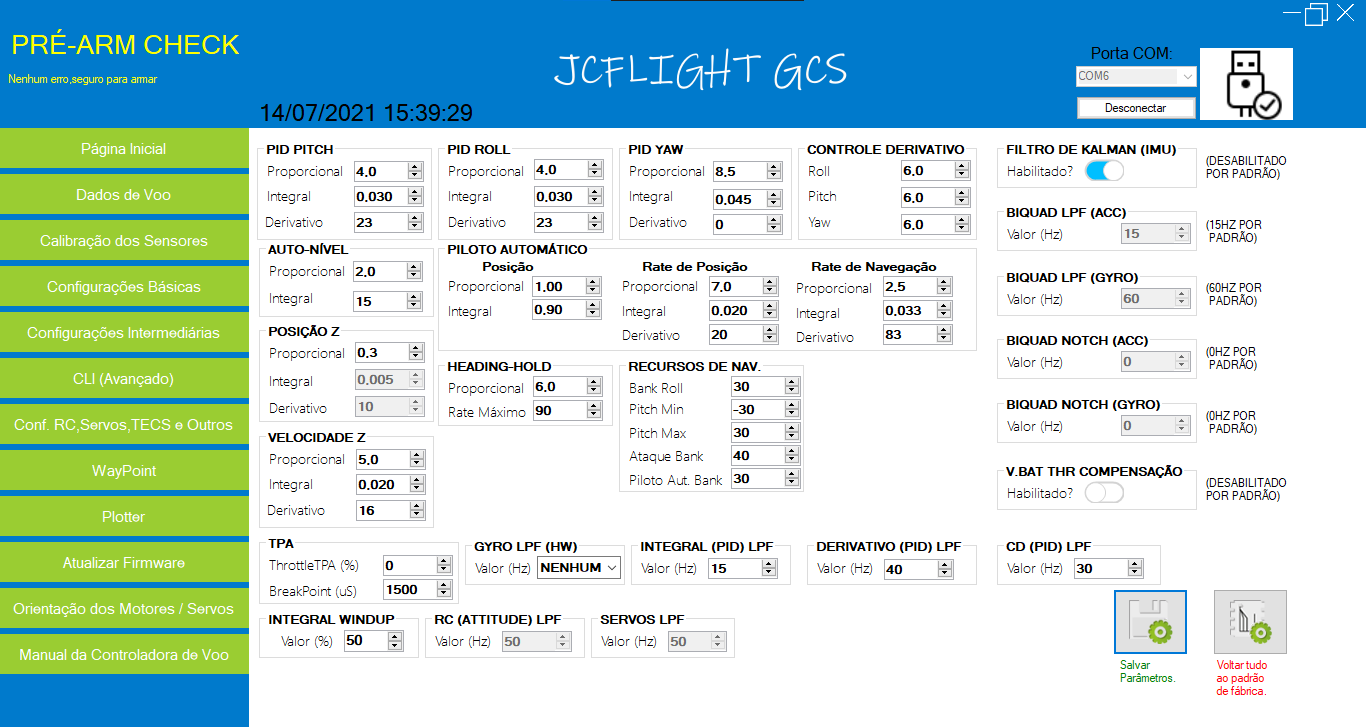 PRÉ-ARM CHECK
Nenhum erro,seguro para armar
JCFLIGHT GCS
14/07/2021 15:39:29
Porta COM:
COM6
Desconectar
Página Inicial
Dados de Voo
Calibração dos Sensores
Configurações Básicas
Configurações Intermediárias
CLI (Avançado)
Conf. RC,Servos,TECS e Outros
WayPoint
Plotter
Atualizar Firmware
Orientação dos Motores / Servos
Manual da Controladora de Voo
PID PITCH
Proporcional 4.0
Integral 0.030
Derivativo 23
PID ROLL
Proporcional 4.0
Integral 0.030
Derivativo 23
PID YAW
Proporcional 8.5
Integral 0.045
Derivativo 0
CONTROLE DERIVATIVO
Roll 6.0
Pitch 6.0
Yaw 6.0
AUTO-NÍVEL
Proporcional 2.0
Integral 15
PILOTO AUTOMÁTICO
Posição
Proporcional 1.00
Integral 0.90
Rate de Posição
Proporcional 7.0
Integral 0.020
Derivativo 20
Rate de Navegação
Proporcional 2.5
Integral 0.033
Derivativo 83
POSIÇÃO Z
Proporcional 0.3
Integral 0.005
Derivativo 10
HEADING-HOLD
Proporcional 6.0
Rate Máximo 90
RECURSOS DE NAV.
Bank Roll 30
Pitch Min -30
Pitch Max 30
Ataque Bank 40
Piloto Aut. Bank 30
VELOCIDADE Z
Proporcional 5.0
Integral 0.020
Derivativo 16
FILTRO DE KALMAN (IMU)
Habilitado?
(DESABILITADO
POR PADRÃO)
BIQUAD LPF (ACC)
Valor (Hz) 15
(15HZ POR
PADRÃO)
BIQUAD LPF (GYRO)
Valor (Hz) 60
(60HZ POR
PADRÃO)
BIQUAD NOTCH (ACC)
Valor (Hz) 0
(0HZ POR
PADRÃO)
BIQUAD NOTCH (GYRO)
Valor (Hz) 0
(0HZ POR
PADRÃO)
V.BAT THR COMPENSAÇÃO
Habilitado?
(DESABILITADO
POR PADRÃO)
TPA
ThrottleTPA (%) 0
BreakPoint (uS) 1500
GYRO LPF (HW)
Valor (Hz) NENHUM
INTEGRAL (PID) LPF
Valor (Hz) 15
DERIVATIVO (PID) LPF
Valor (Hz) 40
CD (PID) LPF
Valor (Hz) 30
INTEGRAL WINDUP
Valor (%) 50
RC (ATTITUDE) LPF
Valor (Hz) 50
SERVOS LPF
Valor (Hz) 50
Salvar
Parâmetros.
Voltar tudo
ao padrão
de fábrica.